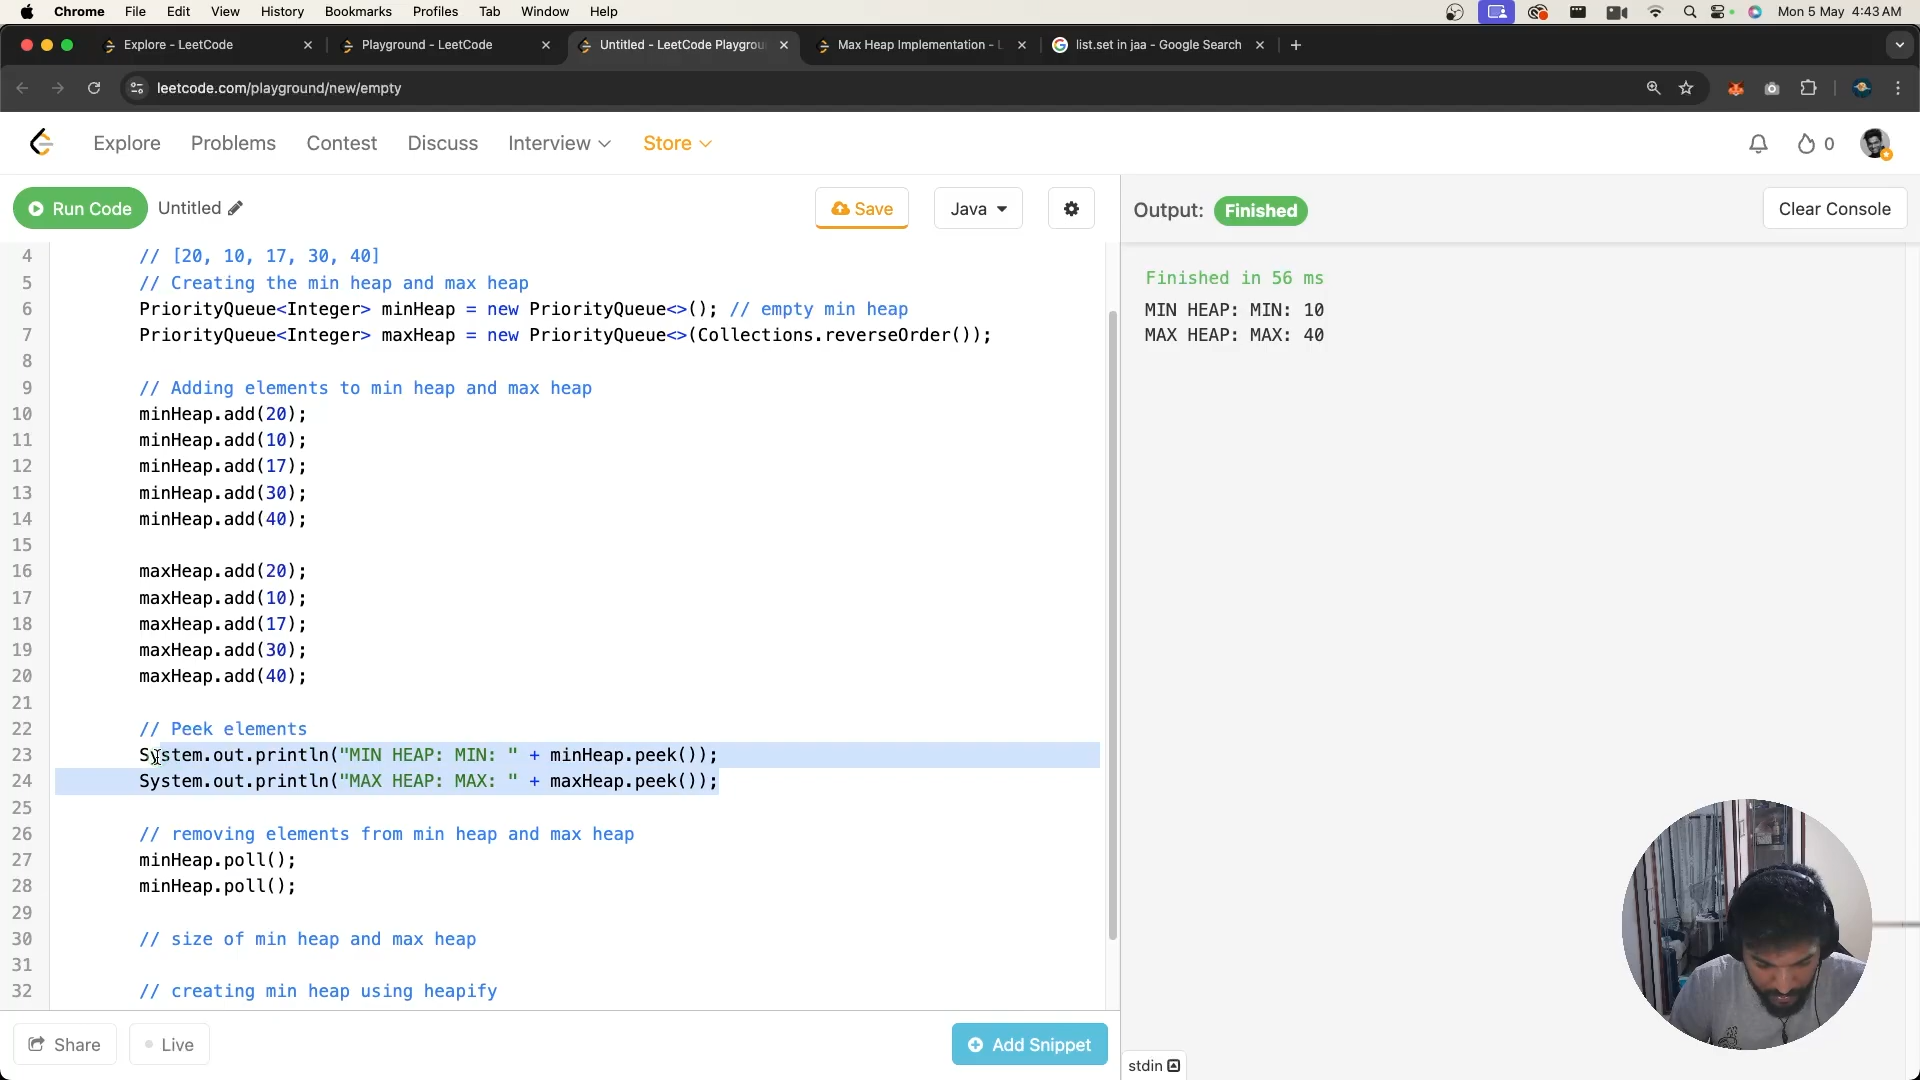 Chrome File Edit View History Bookmarks Profiles Tab Window Help Mon 5 May 4:43 AM
Explore - LeetCode Playground - LeetCode Untitled - LeetCode Playgrou Max Heap Implementation - L list.set in jaa - Google Search
leetcode.com/playground/new/empty
Explore Problems Contest Discuss Interview Store 0
Run Code Untitled Save Java Output: Finished Clear Console
4 // [20, 10, 17, 30, 40]
5 // Creating the min heap and max heap
6 PriorityQueue<Integer> minHeap = new PriorityQueue<>(); // empty min heap
7 PriorityQueue<Integer> maxHeap = new PriorityQueue<>(Collections.reverseOrder());
8
9 // Adding elements to min heap and max heap
10 minHeap.add(20);
11 minHeap.add(10);
12 minHeap.add(17);
13 minHeap.add(30);
14 minHeap.add(40);
15
16 maxHeap.add(20);
17 maxHeap.add(10);
18 maxHeap.add(17);
19 maxHeap.add(30);
20 maxHeap.add(40);
21
22 // Peek elements
23 System.out.println("MIN HEAP: MIN: " + minHeap.peek());
24 System.out.println("MAX HEAP: MAX: " + maxHeap.peek());
25
26 // removing elements from min heap and max heap
27 minHeap.poll();
28 minHeap.poll();
29
30 // size of min heap and max heap
31
32 // creating min heap using heapify
Finished in 56 ms
MIN HEAP: MIN: 10
MAX HEAP: MAX: 40
Share Live Add Snippet
stdin